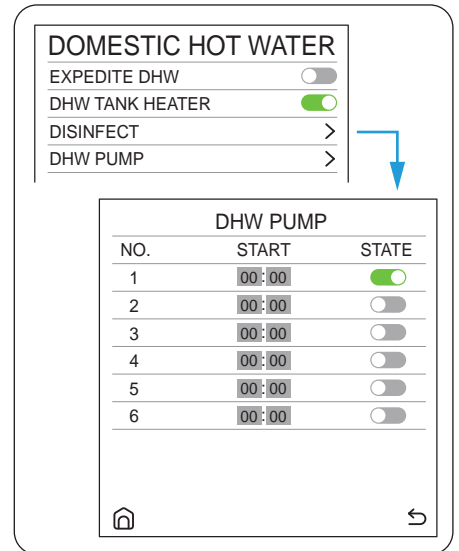 DOMESTIC HOT WATER
EXPEDITE DHW
DHW TANK HEATER
DISINFECT
DHW PUMP
DHW PUMP
NO. START STATE
1 00:00
2 00:00
3 00:00
4 00:00
5 00:00
6 00:00